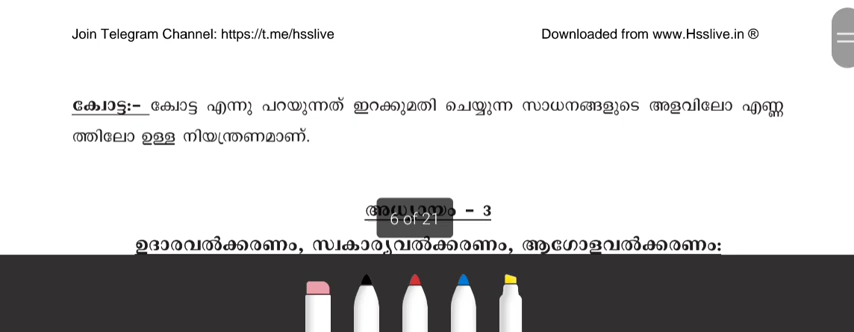 Join Telegram Channel: https://t.me/hsslive Downloaded from www.Hsslive.in ®
ക്വോട്ട:- ക്വോട്ട എന്നു പറയുന്നത് ഇറക്കുമതി ചെയ്യുന്ന സാധനങ്ങളുടെ അളവിലോ എണ്ണ
ത്തിലോ ഉള്ള നിയന്ത്രണമാണ്.
അധ്യായം - 3
6 of 21
ഉദാരവൽക്കരണം, സ്വകാര്യവൽക്കരണം, ആഗോളവൽക്കരണം: